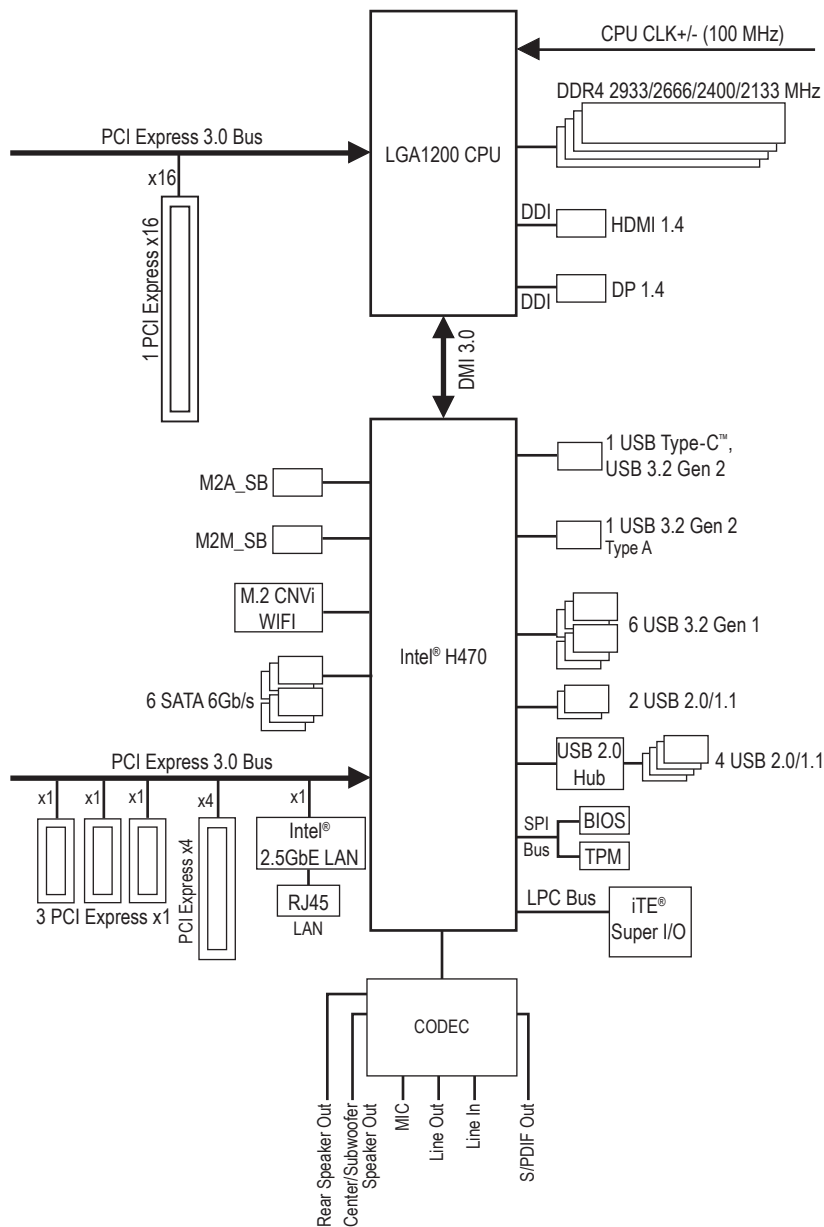 CPU CLK+/- (100 MHz)
DDR4 2933/2666/2400/2133 MHz
PCI Express 3.0 Bus
LGA1200 CPU
x16
1 PCI Express x16
DDI
HDMI 1.4
DP 1.4
DDI
DMI 3.0
1 USB Type-C™,
USB 3.2 Gen 2
M2A_SB
1 USB 3.2 Gen 2
Type A
M2M_SB
M.2 CNVi
WIFI
6 USB 3.2 Gen 1
Intel® H470
6 SATA 6Gb/s
2 USB 2.0/1.1
USB 2.0
Hub
4 USB 2.0/1.1
PCI Express 3.0 Bus
x1
x1
x1
x4
x1
3 PCI Express x1
PCI Express x4
Intel®
2.5GbE LAN
RJ45
LAN
SPI
Bus
BIOS
TPM
LPC Bus
iTE®
Super I/O
CODEC
Rear Speaker Out
Center/Subwoofer
Speaker Out
MIC
Line Out
Line In
S/PDIF Out